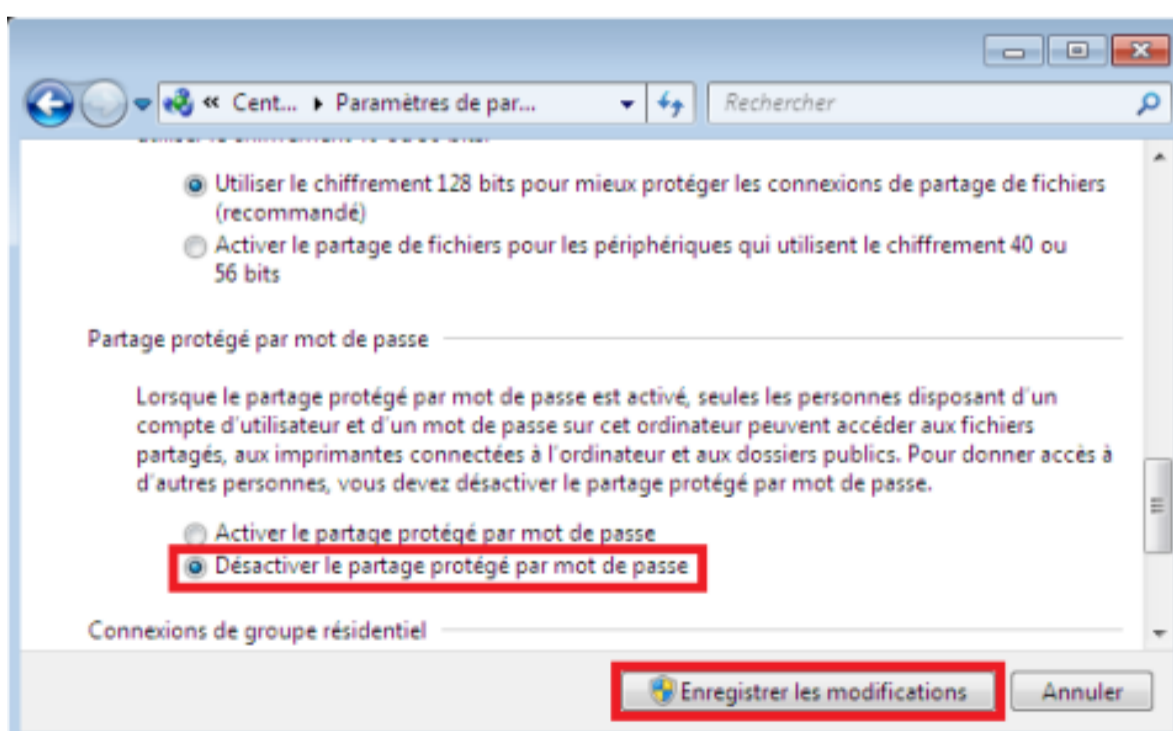 « Cent... ▸ Paramètres de par...
Rechercher
Utiliser le chiffrement 128 bits pour mieux protéger les connexions de partage de fichiers
(recommandé)
Activer le partage de fichiers pour les périphériques qui utilisent le chiffrement 40 ou
56 bits
Partage protégé par mot de passe
Lorsque le partage protégé par mot de passe est activé, seules les personnes disposant d'un
compte d'utilisateur et d'un mot de passe sur cet ordinateur peuvent accéder aux fichiers
partagés, aux imprimantes connectées à l'ordinateur et aux dossiers publics. Pour donner accès à
d'autres personnes, vous devez désactiver le partage protégé par mot de passe.
Activer le partage protégé par mot de passe
Désactiver le partage protégé par mot de passe
Connexions de groupe résidentiel
Enregistrer les modifications
Annuler